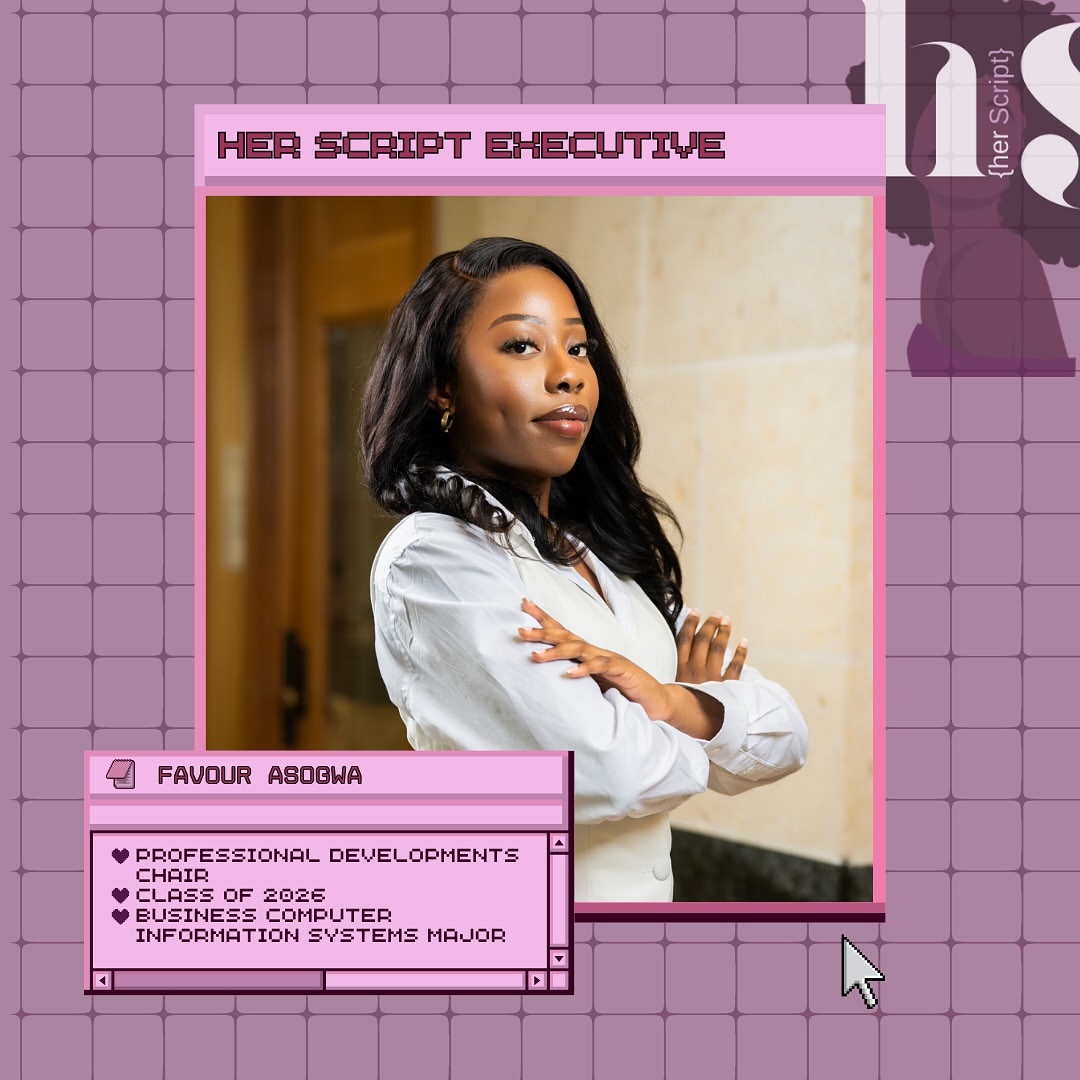 hs
{her Script}
HER SCRIPT EXECUTIVE
FAVOUR ASOGWA
PROFESSIONAL DEVELOPMENTS
CHAIR
CLASS OF 2026
BUSINESS COMPUTER
INFORMATION SYSTEMS MAJOR